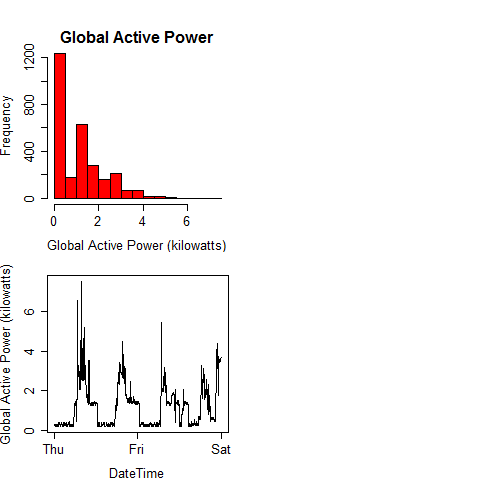 Global Active Power
Frequency
1200
800
400
0
0 2 4 6
Global Active Power (kilowatts)
Global Active Power (kilowatts)
6
4
2
0
Thu Fri Sat
DateTime